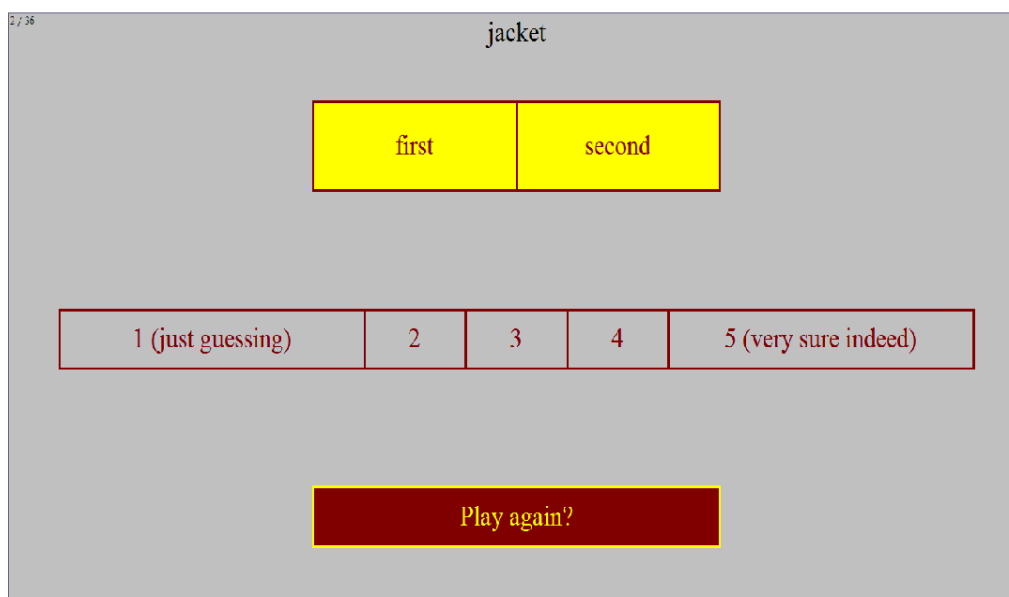 2 / 36
jacket
first second
1 (just guessing) 2 3 4 5 (very sure indeed)
Play again?